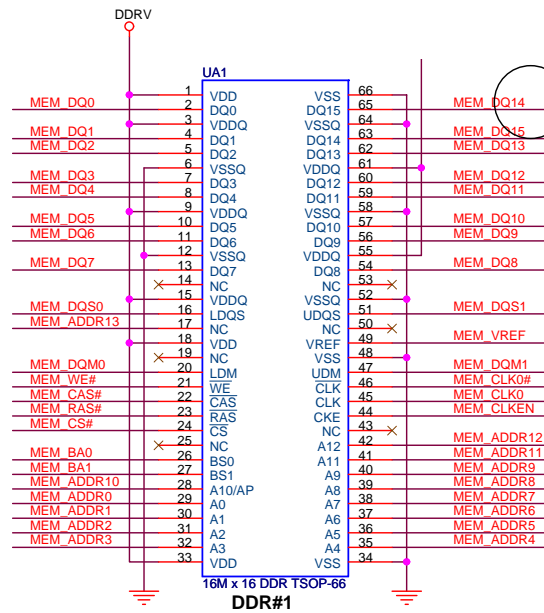 DDRV
UA1
1 VDD VSS 66
MEM_DQ0 2 DQ0 DQ15 65 MEM_DQ14
3 VDDQ VSSQ 64
MEM_DQ1 4 DQ1 DQ14 63 MEM_DQ15
MEM_DQ2 5 DQ2 DQ13 62 MEM_DQ13
6 VSSQ VDDQ 61
MEM_DQ3 7 DQ3 DQ12 60 MEM_DQ12
MEM_DQ4 8 DQ4 DQ11 59 MEM_DQ11
9 VDDQ VSSQ 58
MEM_DQ5 10 DQ5 DQ10 57 MEM_DQ10
MEM_DQ6 11 DQ6 DQ9 56 MEM_DQ9
12 VSSQ VDDQ 55
MEM_DQ7 13 DQ7 DQ8 54 MEM_DQ8
14 NC NC 53
15 VDDQ VSSQ 52
MEM_DQS0 16 LDQS UDQS 51 MEM_DQS1
MEM_ADDR13 17 NC NC 50
18 VDD VREF 49 MEM_VREF
19 NC VSS 48
MEM_DQM0 20 LDM UDM 47 MEM_DQM1
MEM_WE# 21 WE CLK 46 MEM_CLK0#
MEM_CAS# 22 CAS CLK 45 MEM_CLK0
MEM_RAS# 23 RAS CKE 44 MEM_CLKEN
MEM_CS# 24 CS NC 43
25 NC A12 42 MEM_ADDR12
MEM_BA0 26 BS0 A11 41 MEM_ADDR11
MEM_BA1 27 BS1 A9 40 MEM_ADDR9
MEM_ADDR10 28 A10/AP A8 39 MEM_ADDR8
MEM_ADDR0 29 A0 A7 38 MEM_ADDR7
MEM_ADDR1 30 A1 A6 37 MEM_ADDR6
MEM_ADDR2 31 A2 A5 36 MEM_ADDR5
MEM_ADDR3 32 A3 A4 35 MEM_ADDR4
33 VDD VSS 34
16M x 16 DDR TSOP-66
DDR#1